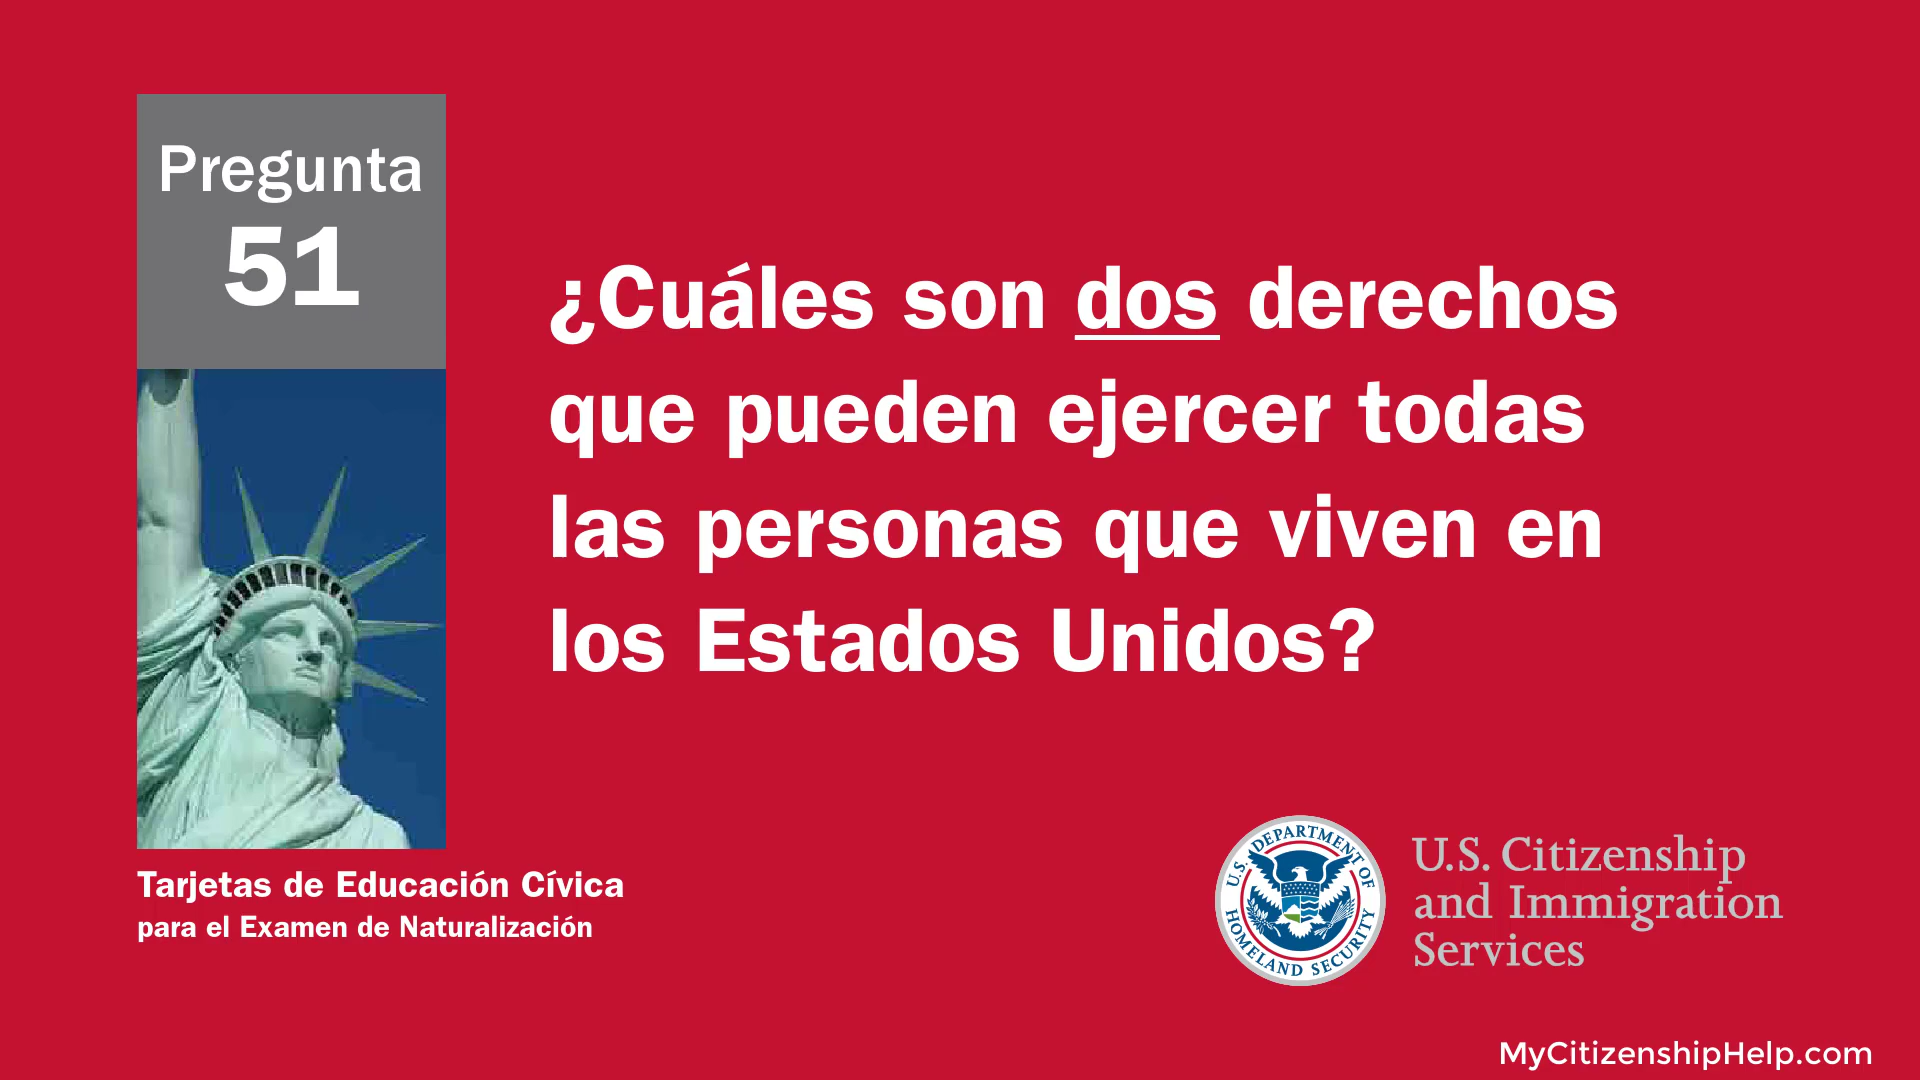 Pregunta
51
¿Cuáles son dos derechos
que pueden ejercer todas
las personas que viven en
los Estados Unidos?
Tarjetas de Educación Cívica
para el Examen de Naturalización
U.S. DEPARTMENT OF
HOMELAND SECURITY
U.S. Citizenship
and Immigration
Services
MyCitizenshipHelp.com